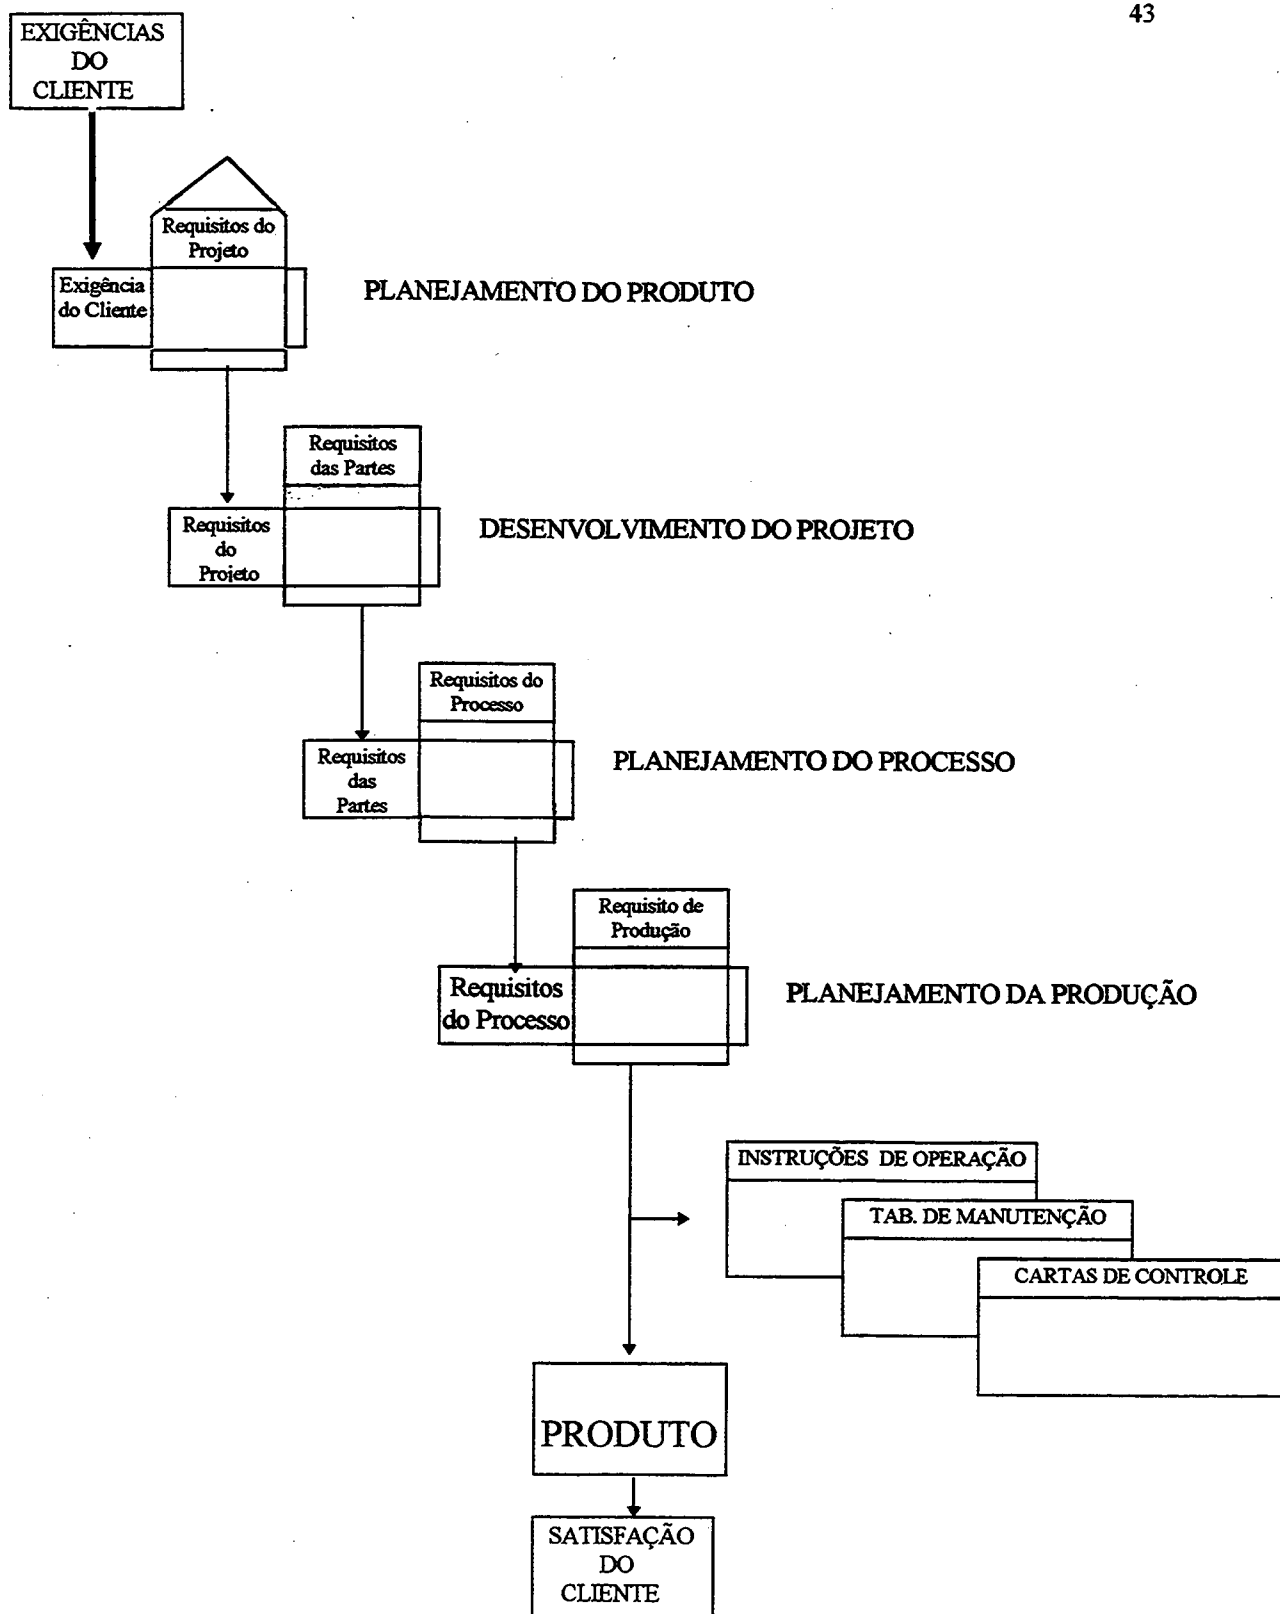 43
EXIGÊNCIAS
DO
CLIENTE
Requisitos do
Projeto
Exigência
do Cliente
PLANEJAMENTO DO PRODUTO
Requisitos
das Partes
Requisitos
do
Projeto
DESENVOLVIMENTO DO PROJETO
Requisitos do
Processo
Requisitos
das
Partes
PLANEJAMENTO DO PROCESSO
Requisito de
Produção
Requisitos
do Processo
PLANEJAMENTO DA PRODUÇÃO
INSTRUÇÕES DE OPERAÇÃO
TAB. DE MANUTENÇÃO
CARTAS DE CONTROLE
PRODUTO
SATISFAÇÃO
DO
CLIENTE